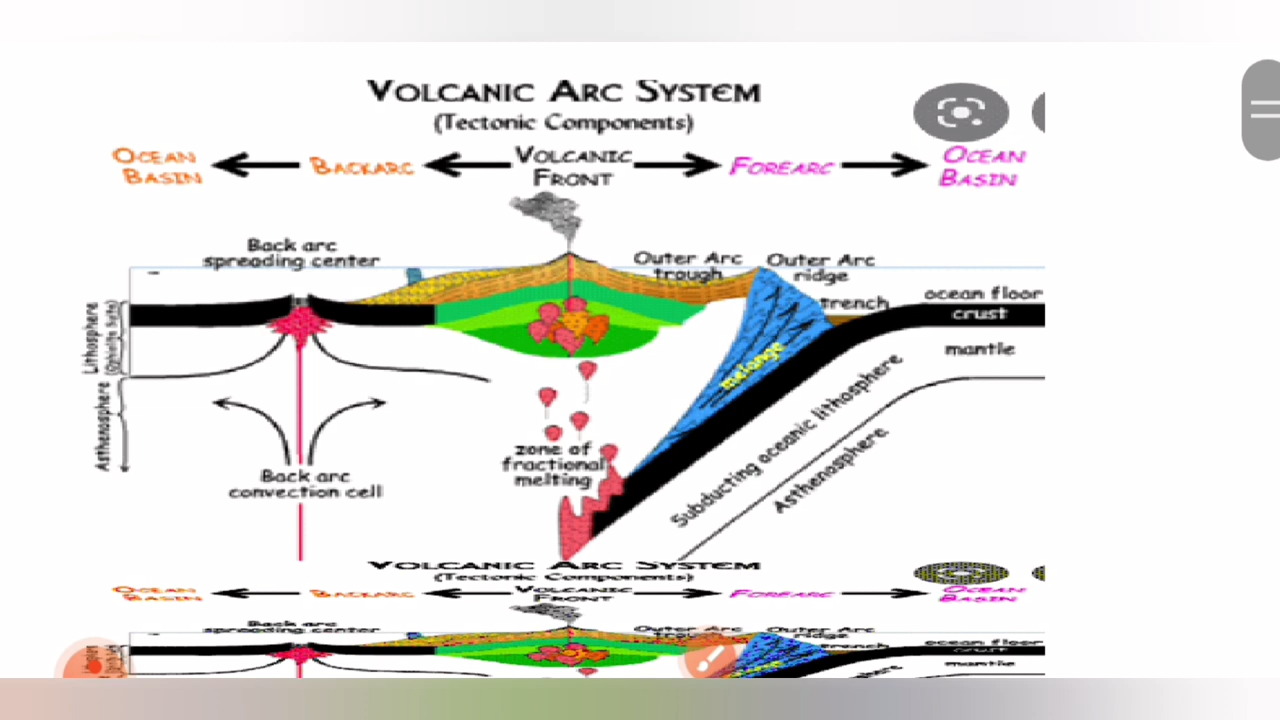 VOLCANIC ARC SYSTEM
(Tectonic Components)
OCEAN
BASIN
BACKARC
VOLCANIC
FRONT
FOREARC
OCEAN
BASIN
Back arc
spreading center
Outer Arc
trough
Outer Arc
ridge
trench
ocean floor
crust
mantle
Lithosphere
Asthenosphere
melange
zone of
fractional
melting
Subducting oceanic lithosphere
Asthenosphere
Back arc
convection cell
VOLCANIC ARC SYSTEM
(Tectonic Components)
OCEAN
BASIN
BACKARC
VOLCANIC
FRONT
FOREARC
OCEAN
BASIN
Back arc
spreading center
Outer Arc
Outer Arc
ridge
trench
ocean floor
mantle